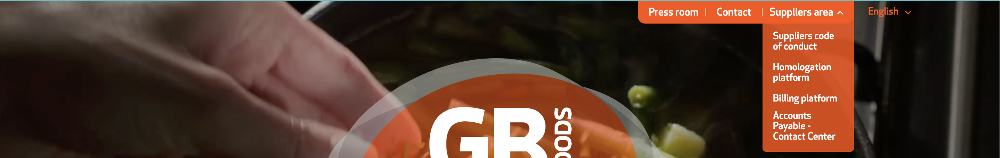 Press room
Contact
Suppliers area
English
Suppliers code
of conduct
Homologation
platform
Billing platform
Accounts
Payable -
Contact Center
GB